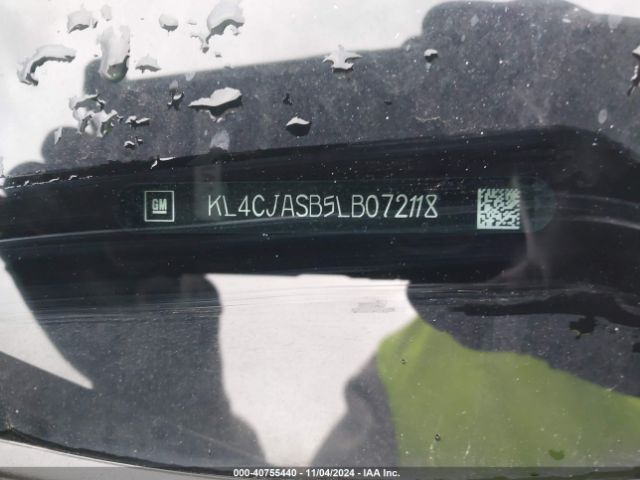 GM KL4CJASB5LB072118
000-40755440 - 11/04/2024 - IAA Inc.